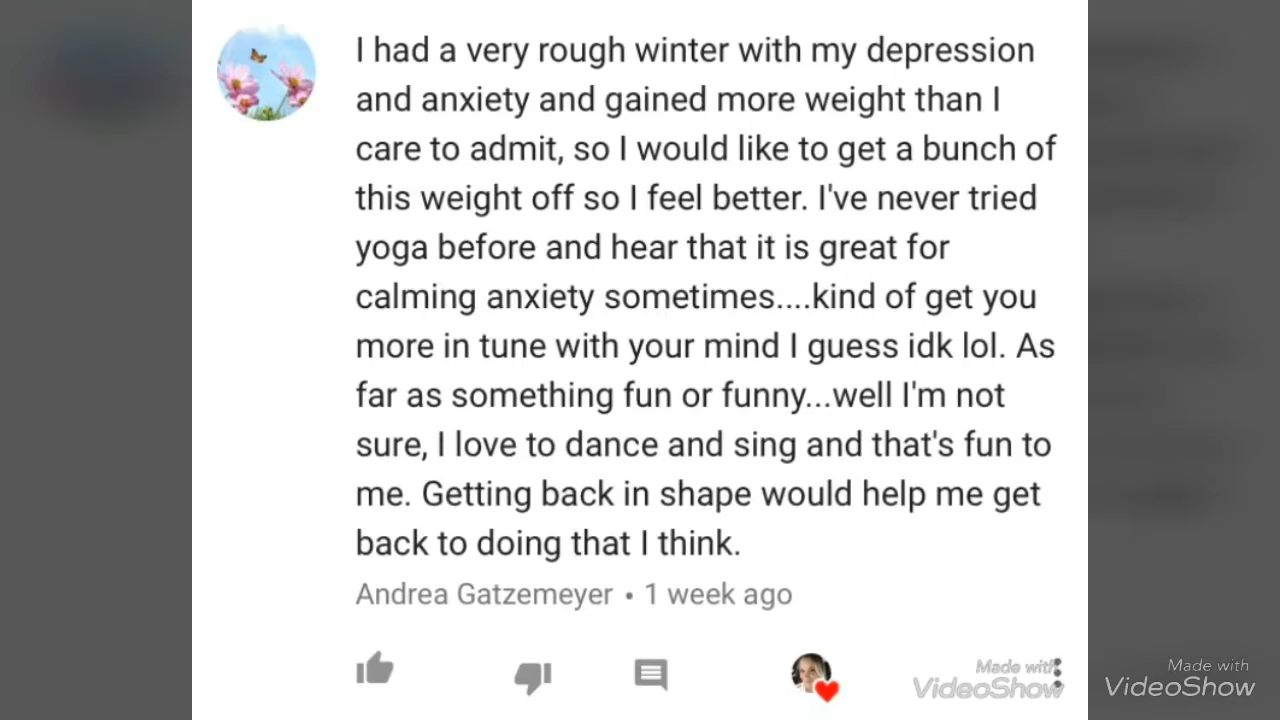 I had a very rough winter with my depression
and anxiety and gained more weight than I
care to admit, so I would like to get a bunch of
this weight off so I feel better. I've never tried
yoga before and hear that it is great for
calming anxiety sometimes....kind of get you
more in tune with your mind I guess idk lol. As
far as something fun or funny...well I'm not
sure, I love to dance and sing and that's fun to
me. Getting back in shape would help me get
back to doing that I think.
Andrea Gatzemeyer • 1 week ago
Made with
VideoShow
Made with
VideoShow